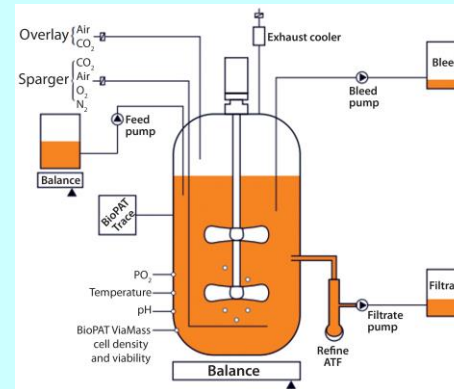 Overlay
Air
CO₂
Sparger
CO₂
Air
O₂
N₂
Exhaust cooler
Feed
pump
Bleed
pump
Balance
BioPAT
Trace
PO₂
Temperature
pH
BioPAT ViaMass
cell density
and viability
Filtrate
pump
Refine
ATF
Balance